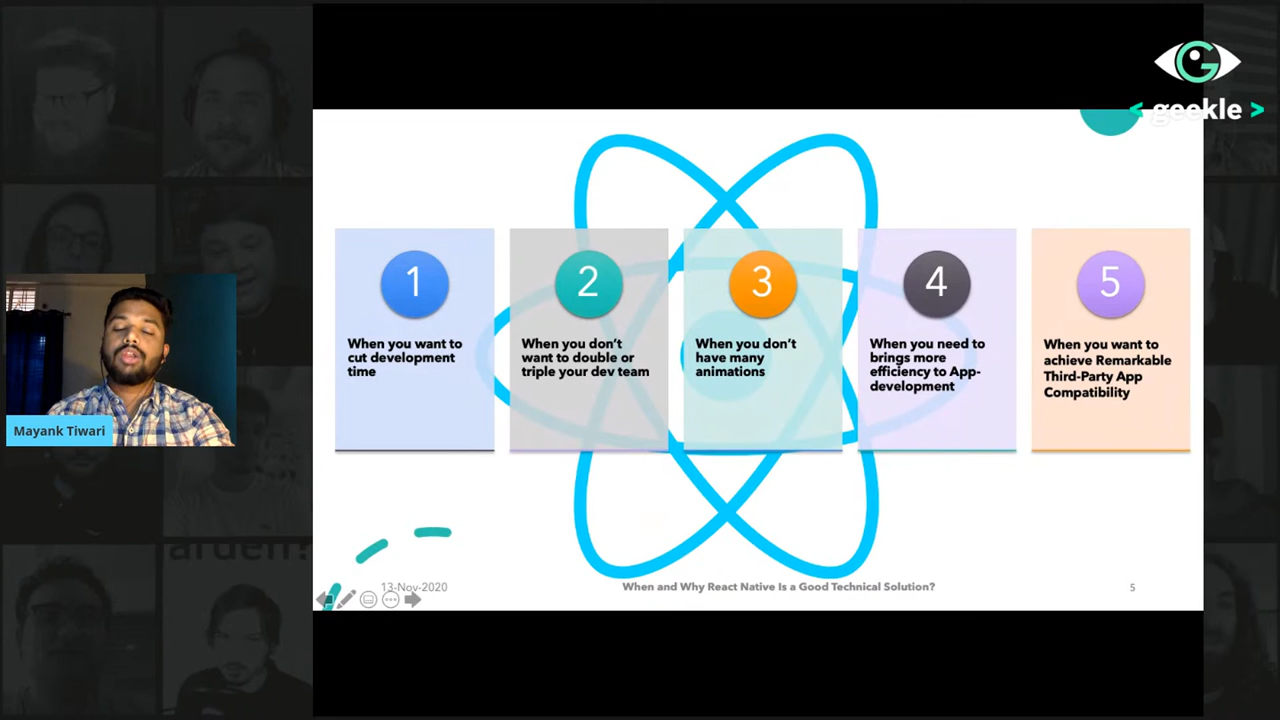 < geekle >
1
When you want to
cut development
time
2
When you don't
want to double or
triple your dev team
3
When you don't
have many
animations
4
When you need to
brings more
efficiency to App-
development
5
When you want to
achieve Remarkable
Third-Party App
Compatibility
Mayank Tiwari
13-Nov-2020
When and Why React Native Is a Good Technical Solution?
5